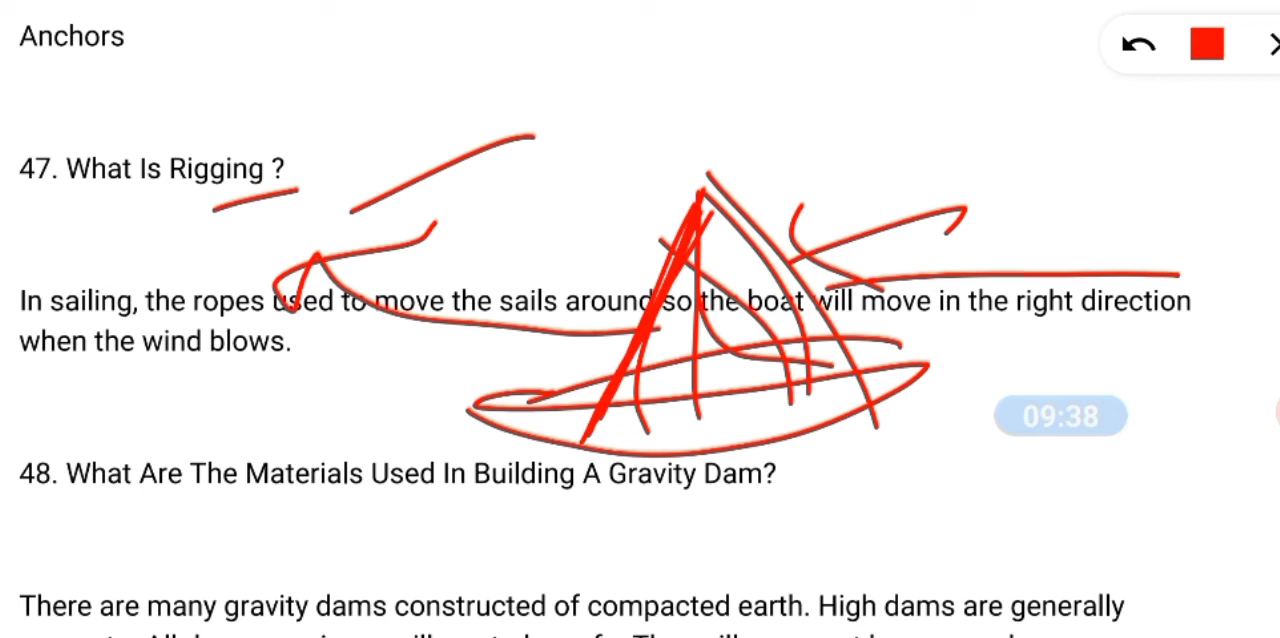 Anchors
47. What Is Rigging ?
In sailing, the ropes used to move the sails around so the boat will move in the right direction
when the wind blows.
09:38
48. What Are The Materials Used In Building A Gravity Dam?
There are many gravity dams constructed of compacted earth. High dams are generally